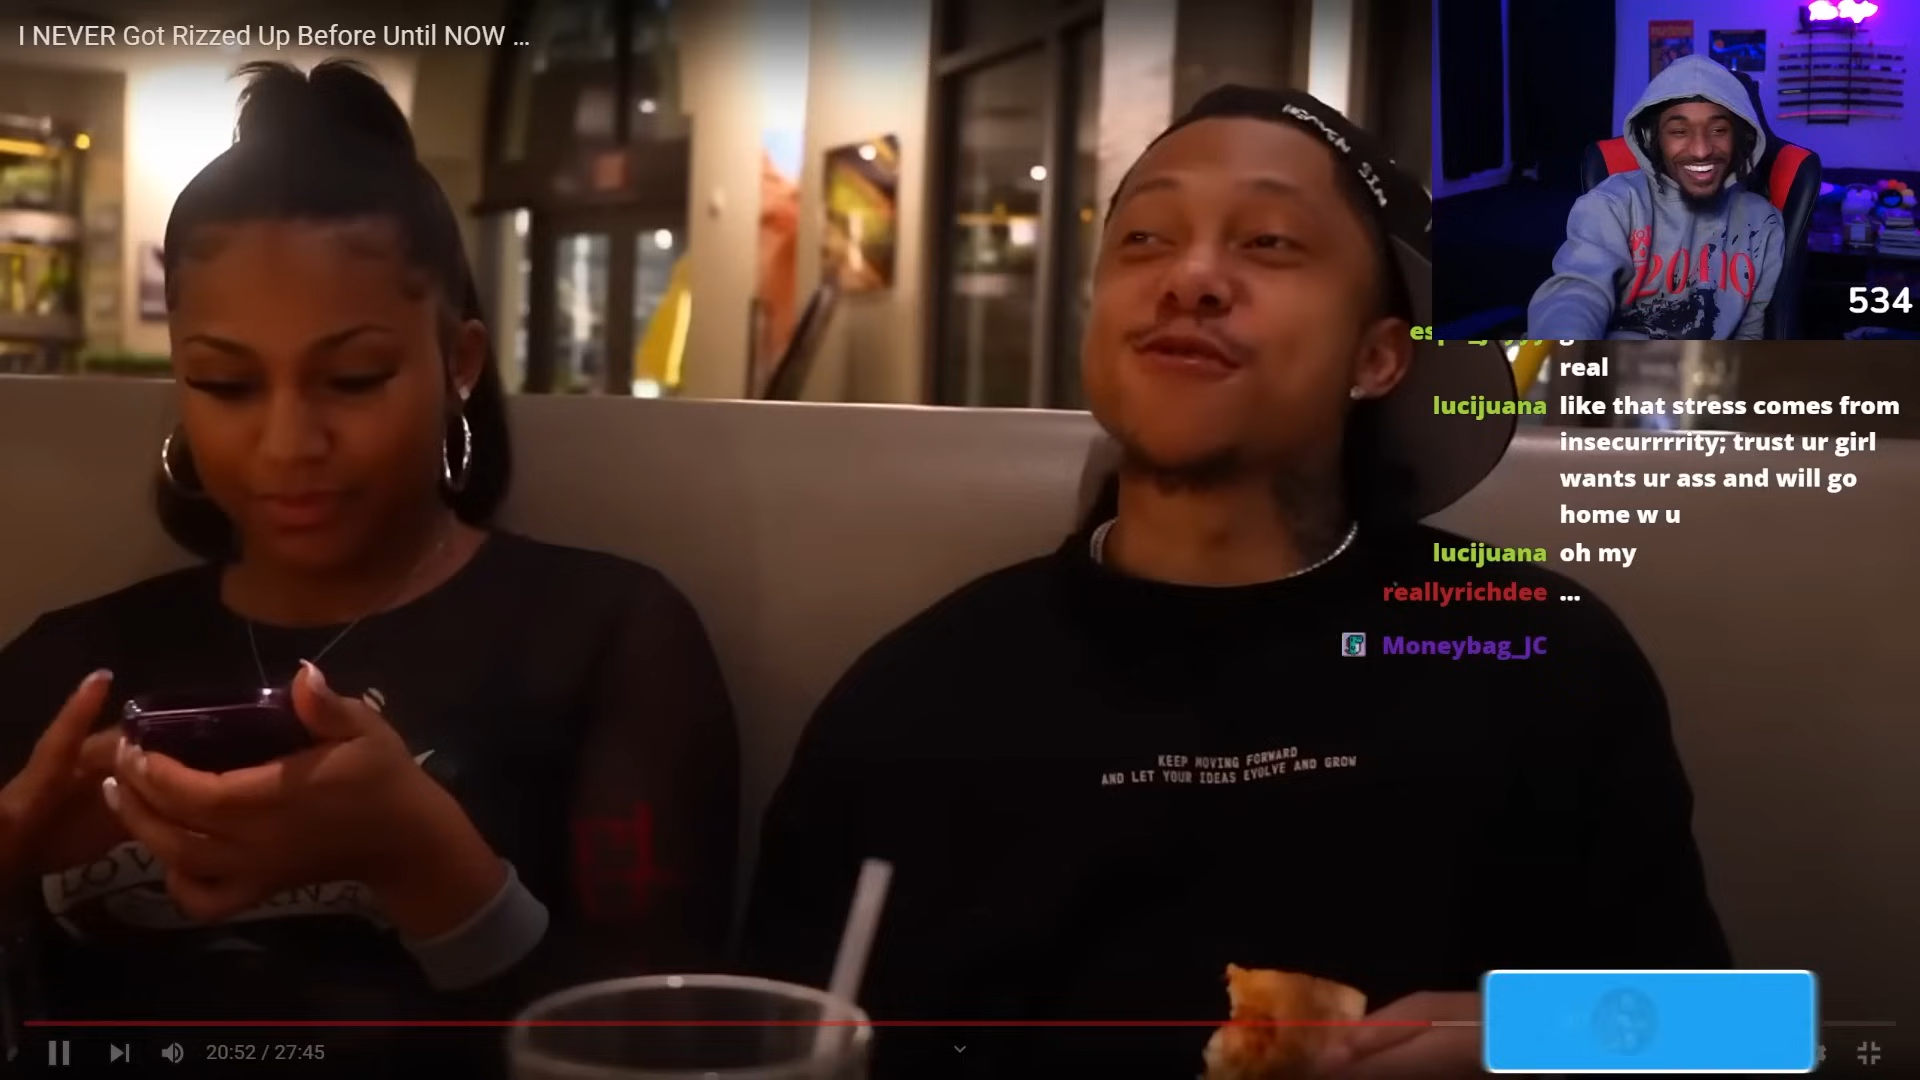 I NEVER Got Rizzed Up Before Until NOW ...
534
real
lucijuana like that stress comes from
insecurrrrity; trust ur girl
wants ur ass and will go
home w u
lucijuana oh my
reallyrichdee ...
Moneybag_JC
KEEP MOVING FORWARD
AND LET YOUR IDEAS EVOLVE AND GROW
20:52 / 27:45